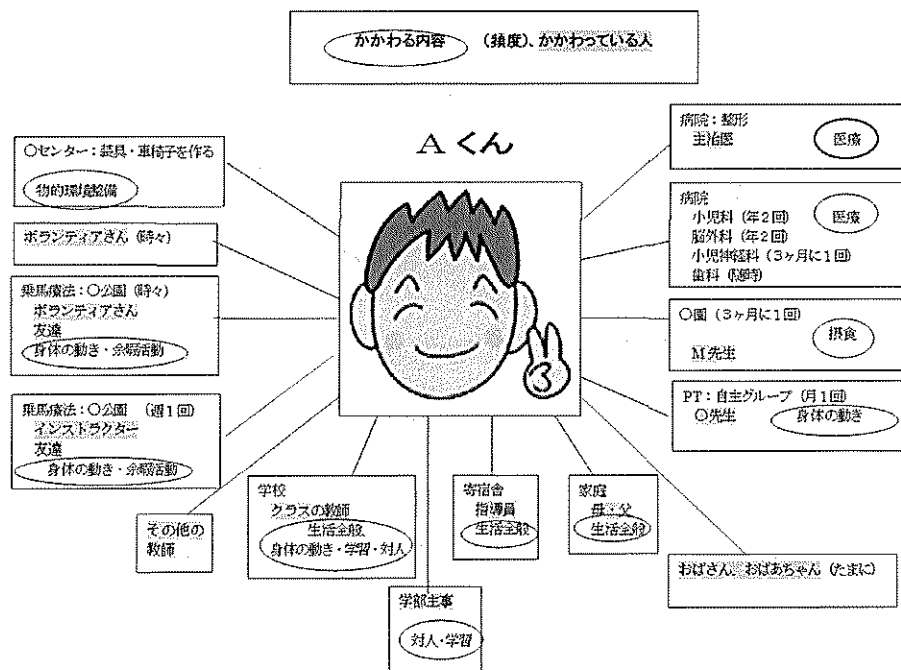 かかわる内容 (頻度)、かかわっている人
Aくん
○センター：装具・車椅子を作る
物的環境整備
ボランティアさん（時々）
乗馬療法：○公園（時々）
ボランティアさん
友達
身体の動き・余暇活動
乗馬療法：○公園 （週1回）
インストラクター
友達
身体の動き・余暇活動
その他の
教師
学校
クラスの教師
生活全般、
身体の動き・学習・対人
学部主事
対人・学習
寄宿舎
指導員
生活全般
家庭
母・父
生活全般
病院：整形
主治医 医療
病院
小児科（年2回） 医療
脳外科（年2回）
小児神経科（3ヶ月に1回）
歯科（随時）
○園（3ヶ月に1回）
摂食
M先生
PT：自主グループ（月1回）
○先生 身体の動き
おばさん、おばあちゃん（たまに）